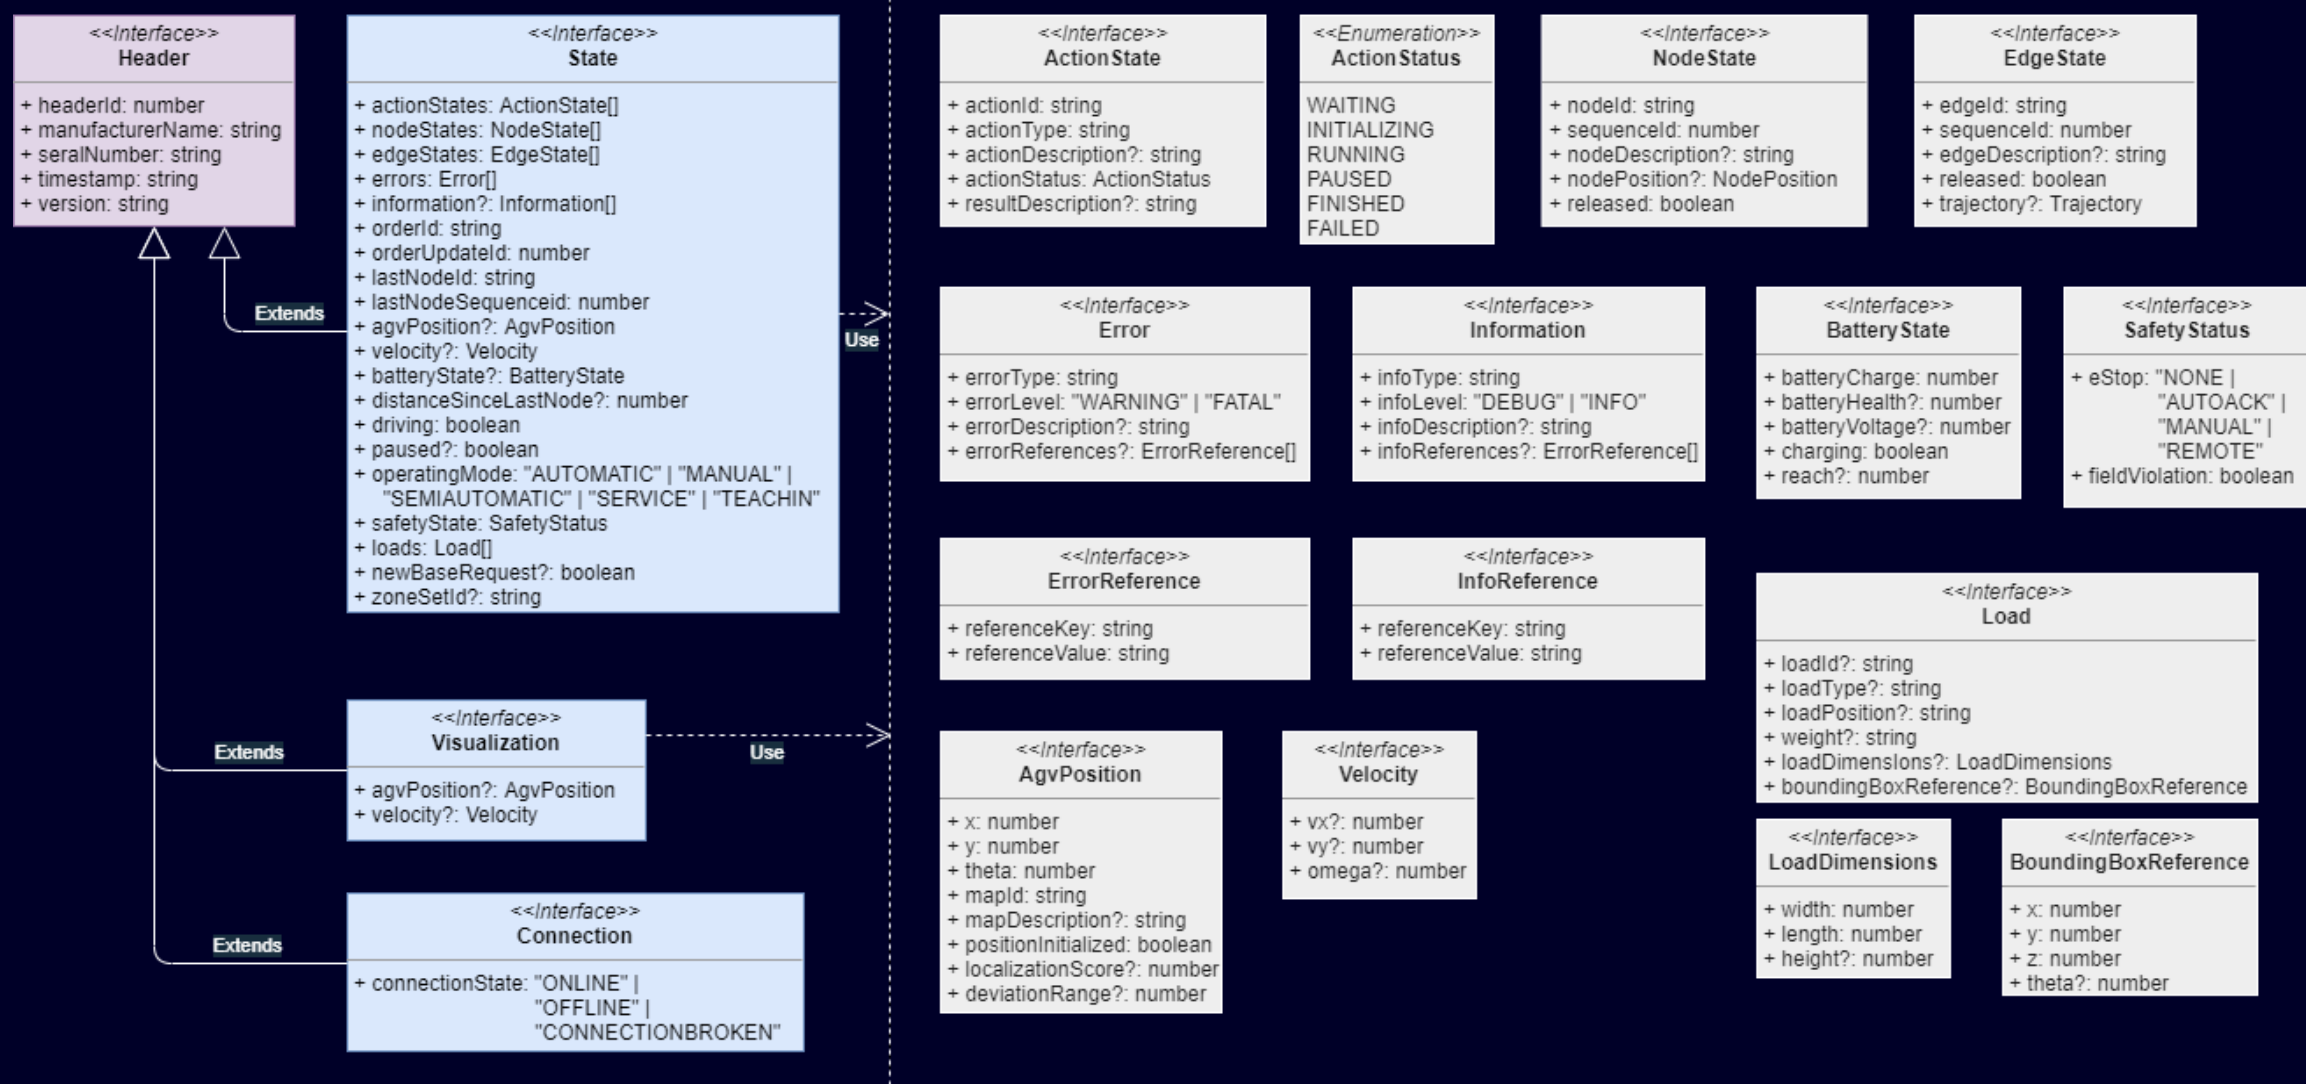 <<Interface>>
Header
+ headerId: number
+ manufacturerName: string
+ seralNumber: string
+ timestamp: string
+ version: string
<<Interface>>
State
+ actionStates: ActionState[]
+ nodeStates: NodeState[]
+ edgeStates: EdgeState[]
+ errors: Error[]
+ information?: Information[]
+ orderId: string
+ orderUpdateId: number
+ lastNodeId: string
+ lastNodeSequenceid: number
+ agvPosition?: AgvPosition
+ velocity?: Velocity
+ batteryState?: BatteryState
+ distanceSinceLastNode?: number
+ driving: boolean
+ paused?: boolean
+ operatingMode: "AUTOMATIC" | "MANUAL" |
"SEMIAUTOMATIC" | "SERVICE" | "TEACHIN"
+ safetyState: SafetyStatus
+ loads: Load[]
+ newBaseRequest?: boolean
+ zoneSetId?: string
Extends
Use
<<Interface>>
Visualization
+ agvPosition?: AgvPosition
+ velocity?: Velocity
Extends
Use
<<Interface>>
Connection
+ connectionState: "ONLINE" |
"OFFLINE" |
"CONNECTIONBROKEN"
Extends
<<Interface>>
ActionState
+ actionId: string
+ actionType: string
+ actionDescription?: string
+ actionStatus: ActionStatus
+ resultDescription?: string
<<Enumeration>>
ActionStatus
WAITING
INITIALIZING
RUNNING
PAUSED
FINISHED
FAILED
<<Interface>>
NodeState
+ nodeId: string
+ sequenceId: number
+ nodeDescription?: string
+ nodePosition?: NodePosition
+ released: boolean
<<Interface>>
EdgeState
+ edgeId: string
+ sequenceId: number
+ edgeDescription?: string
+ released: boolean
+ trajectory?: Trajectory
<<Interface>>
Error
+ errorType: string
+ errorLevel: "WARNING" | "FATAL"
+ errorDescription?: string
+ errorReferences?: ErrorReference[]
<<Interface>>
Information
+ infoType: string
+ infoLevel: "DEBUG" | "INFO"
+ infoDescription?: string
+ infoReferences?: ErrorReference[]
<<Interface>>
BatteryState
+ batteryCharge: number
+ batteryHealth?: number
+ batteryVoltage?: number
+ charging: boolean
+ reach?: number
<<Interface>>
SafetyStatus
+ eStop: "NONE |
"AUTOACK" |
"MANUAL" |
"REMOTE"
+ fieldViolation: boolean
<<Interface>>
ErrorReference
+ referenceKey: string
+ referenceValue: string
<<Interface>>
InfoReference
+ referenceKey: string
+ referenceValue: string
<<Interface>>
Load
+ loadId?: string
+ loadType?: string
+ loadPosition?: string
+ weight?: string
+ loadDimensIons?: LoadDimensions
+ boundingBoxReference?: BoundingBoxReference
<<Interface>>
AgvPosition
+ x: number
+ y: number
+ theta: number
+ mapId: string
+ mapDescription?: string
+ positionInitialized: boolean
+ localizationScore?: number
+ deviationRange?: number
<<Interface>>
Velocity
+ vx?: number
+ vy?: number
+ omega?: number
<<Interface>>
LoadDimensions
+ width: number
+ length: number
+ height?: number
<<Interface>>
BoundingBoxReference
+ x: number
+ y: number
+ z: number
+ theta?: number